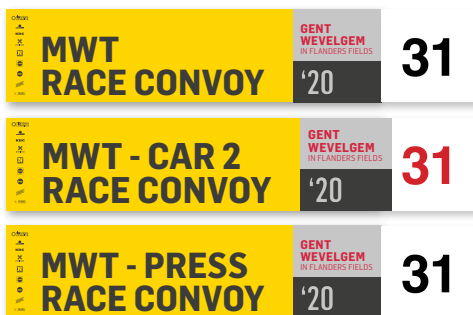 MWT
RACE CONVOY
GENT
WEVELGEM
IN FLANDERS FIELDS
'20
31
MWT - CAR 2
RACE CONVOY
GENT
WEVELGEM
IN FLANDERS FIELDS
'20
31
MWT - PRESS
RACE CONVOY
GENT
WEVELGEM
IN FLANDERS FIELDS
'20
31